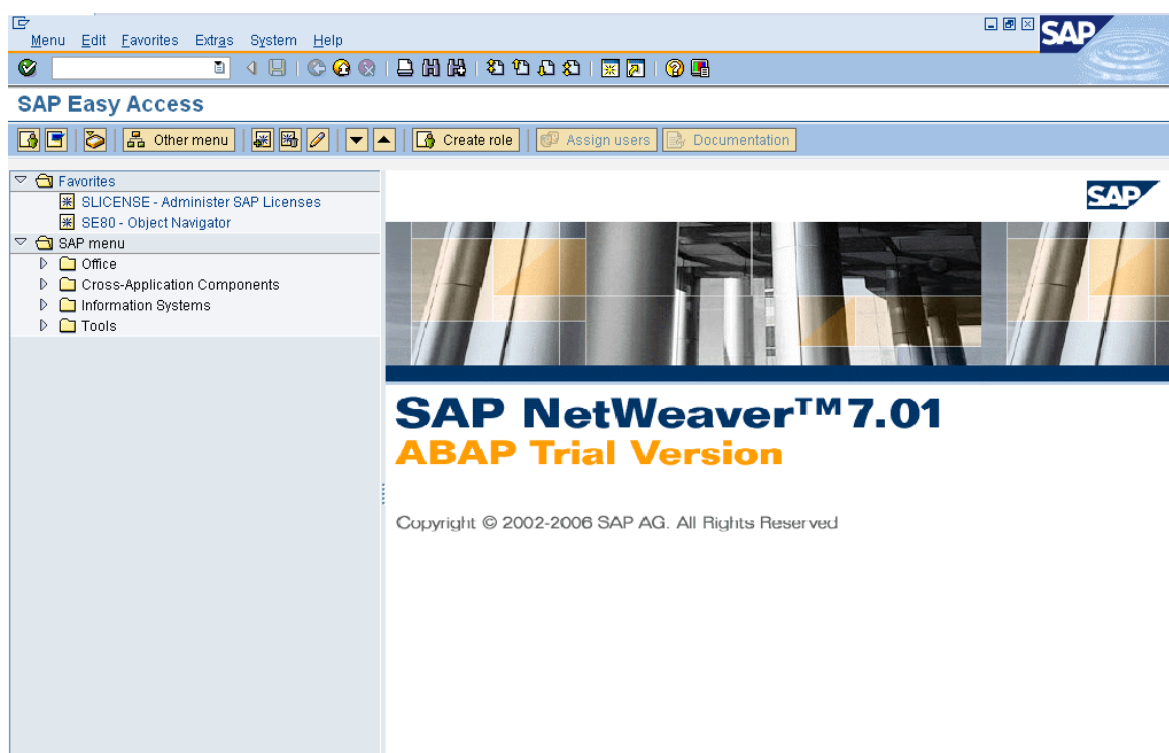 Menu Edit Favorites Extras System Help
SAP
SAP Easy Access
Other menu Create role Assign users Documentation
Favorites
SLICENSE - Administer SAP Licenses
SE80 - Object Navigator
SAP menu
Office
Cross-Application Components
Information Systems
Tools
SAP
SAP NetWeaver™7.01
ABAP Trial Version
Copyright © 2002-2006 SAP AG. All Rights Reserved